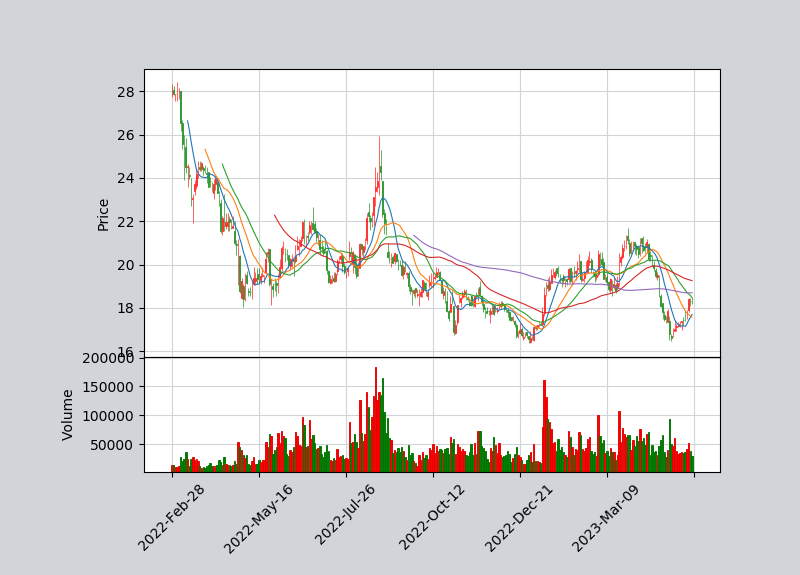 28
26
24
22
20
18
16
Price
200000
150000
100000
50000
Volume
2022-Feb-28
2022-May-16
2022-Jul-26
2022-Oct-12
2022-Dec-21
2023-Mar-09